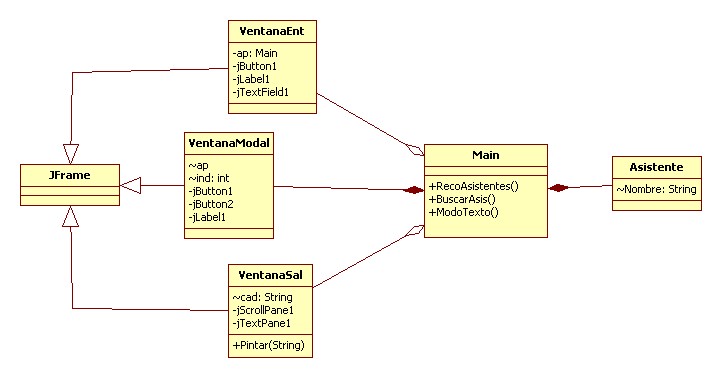 VentanaEnt
-ap: Main
-jButton1
-jLabel1
-jTextField1
VentanaModal
~ap
~ind: int
-jButton1
-jButton2
-jLabel1
JFrame
Main
+RecoAsistentes()
+BuscarAsis()
+ModoTexto()
Asistente
~Nombre: String
VentanaSal
~cad: String
-jScrollPane1
-jTextPane1
+Pintar(String)